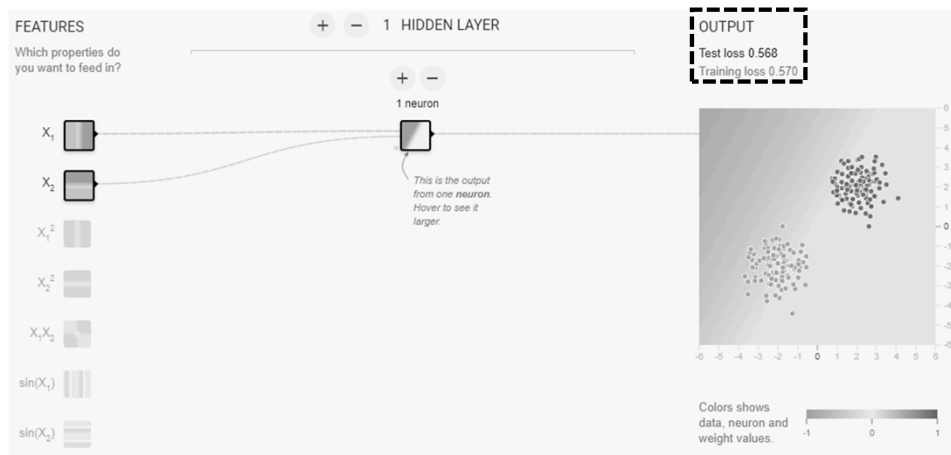 FEATURES
Which properties do
you want to feed in?
+ − 1 HIDDEN LAYER
+ −
1 neuron
X₁
X₂
X₁²
X₂²
X₁X₂
sin(X₁)
sin(X₂)
This is the output
from one neuron.
Hover to see it
larger.
OUTPUT
Test loss 0.568
Training loss 0.570
6
5
4
3
2
1
0
-1
-2
-3
-4
-5
-6
-6 -5 -4 -3 -2 -1 0 1 2 3 4 5 6
Colors shows
data, neuron and
weight values.
-1 0 1